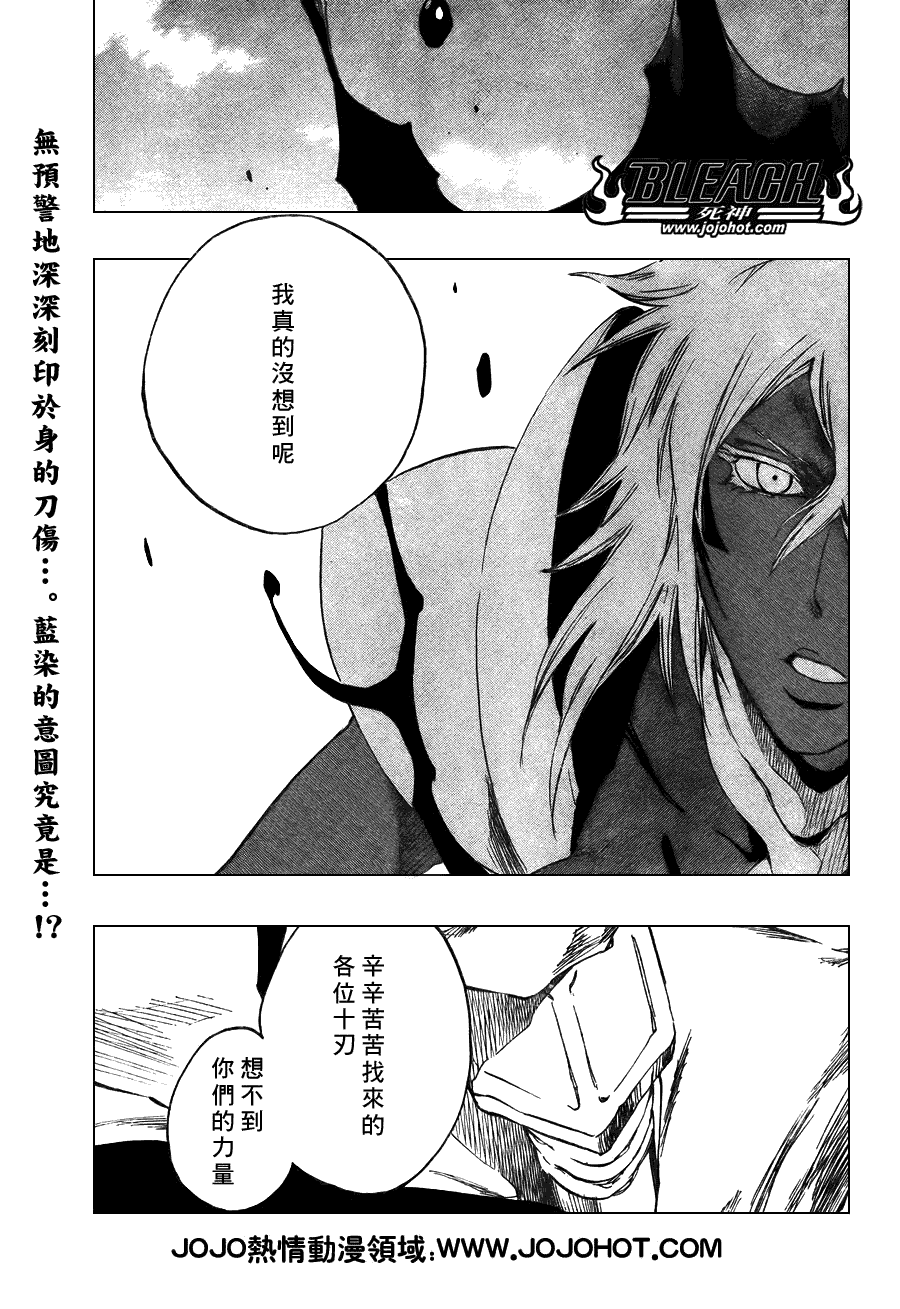 BLEACH
死神
www.jojohot.com
我真的沒想到呢
辛辛苦苦找來的
各位十刃
想不到
你們的力量
無預警地深深刻印於身的刀傷…。藍染的意圖究竟是…!?
JOJO熱情動漫領域:WWW.JOJOHOT.COM